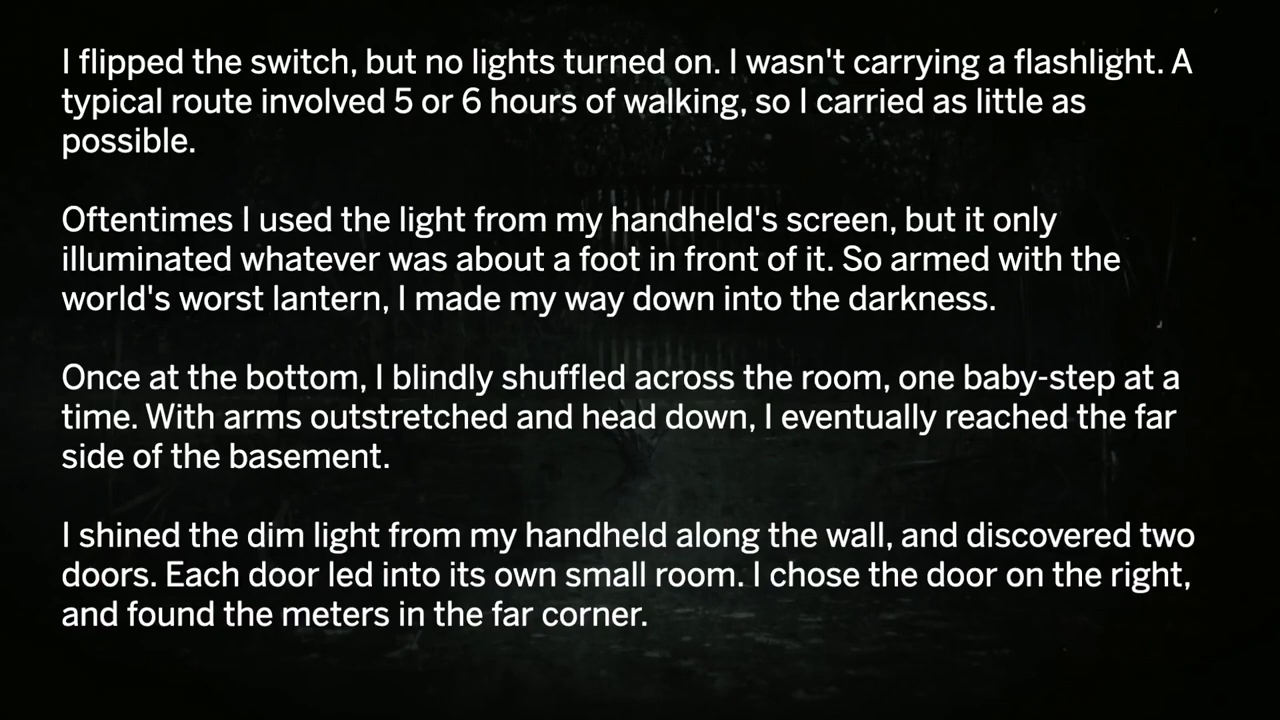 I flipped the switch, but no lights turned on. I wasn't carrying a flashlight. A
typical route involved 5 or 6 hours of walking, so I carried as little as
possible.
Oftentimes I used the light from my handheld's screen, but it only
illuminated whatever was about a foot in front of it. So armed with the
world's worst lantern, I made my way down into the darkness.
Once at the bottom, I blindly shuffled across the room, one baby-step at a
time. With arms outstretched and head down, I eventually reached the far
side of the basement.
I shined the dim light from my handheld along the wall, and discovered two
doors. Each door led into its own small room. I chose the door on the right,
and found the meters in the far corner.